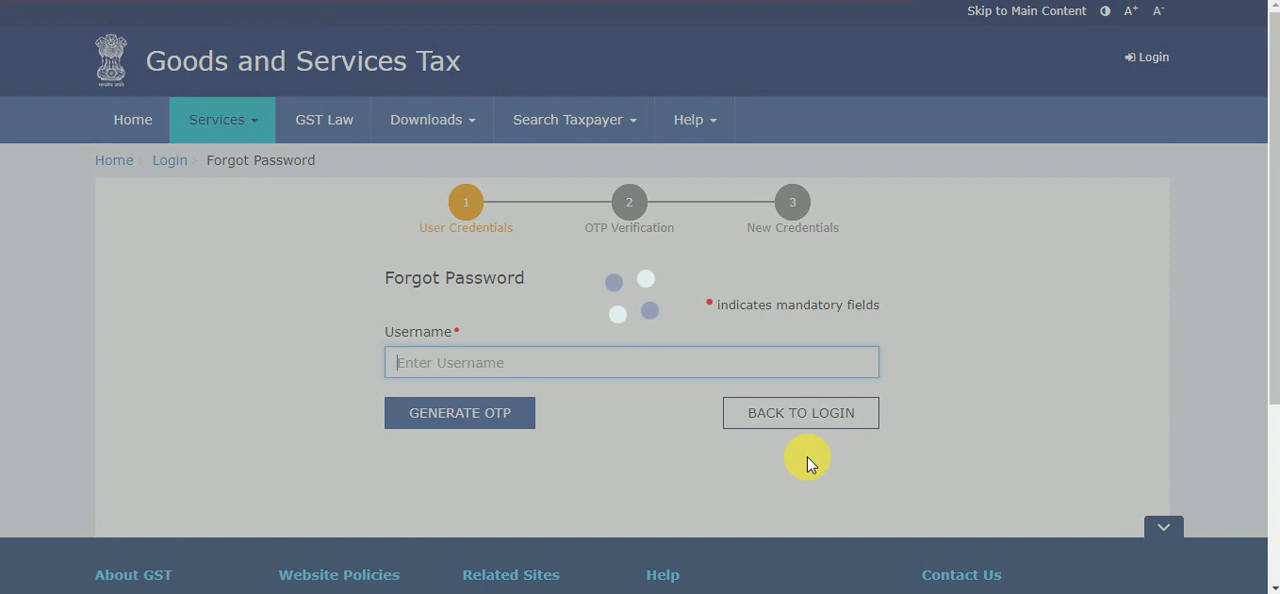 Skip to Main Content A+ A-
Goods and Services Tax
Login
Home Services GST Law Downloads Search Taxpayer Help
Home Login Forgot Password
1 2 3
User Credentials OTP Verification New Credentials
Forgot Password
• indicates mandatory fields
Username•
Enter Username
GENERATE OTP BACK TO LOGIN
About GST Website Policies Related Sites Help Contact Us